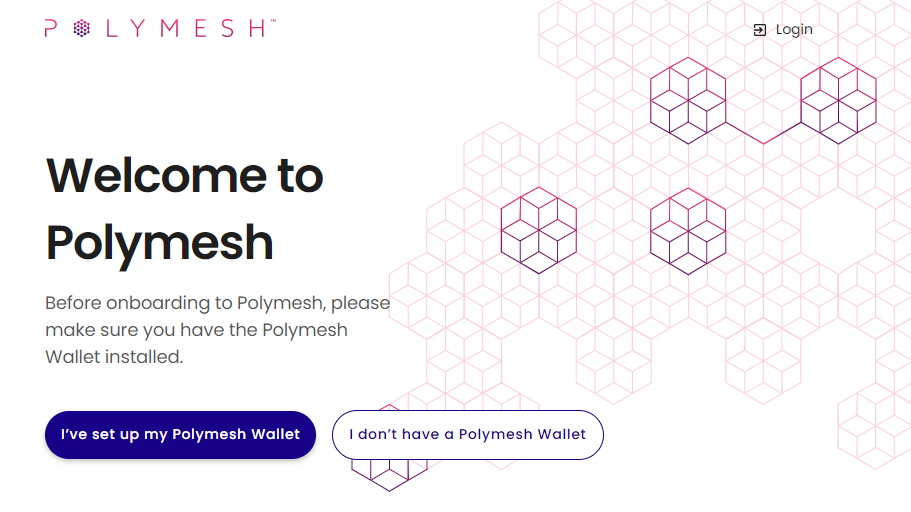 POLYMESH™
Login
Welcome to
Polymesh
Before onboarding to Polymesh, please
make sure you have the Polymesh
Wallet installed.
I’ve set up my Polymesh Wallet
I don’t have a Polymesh Wallet